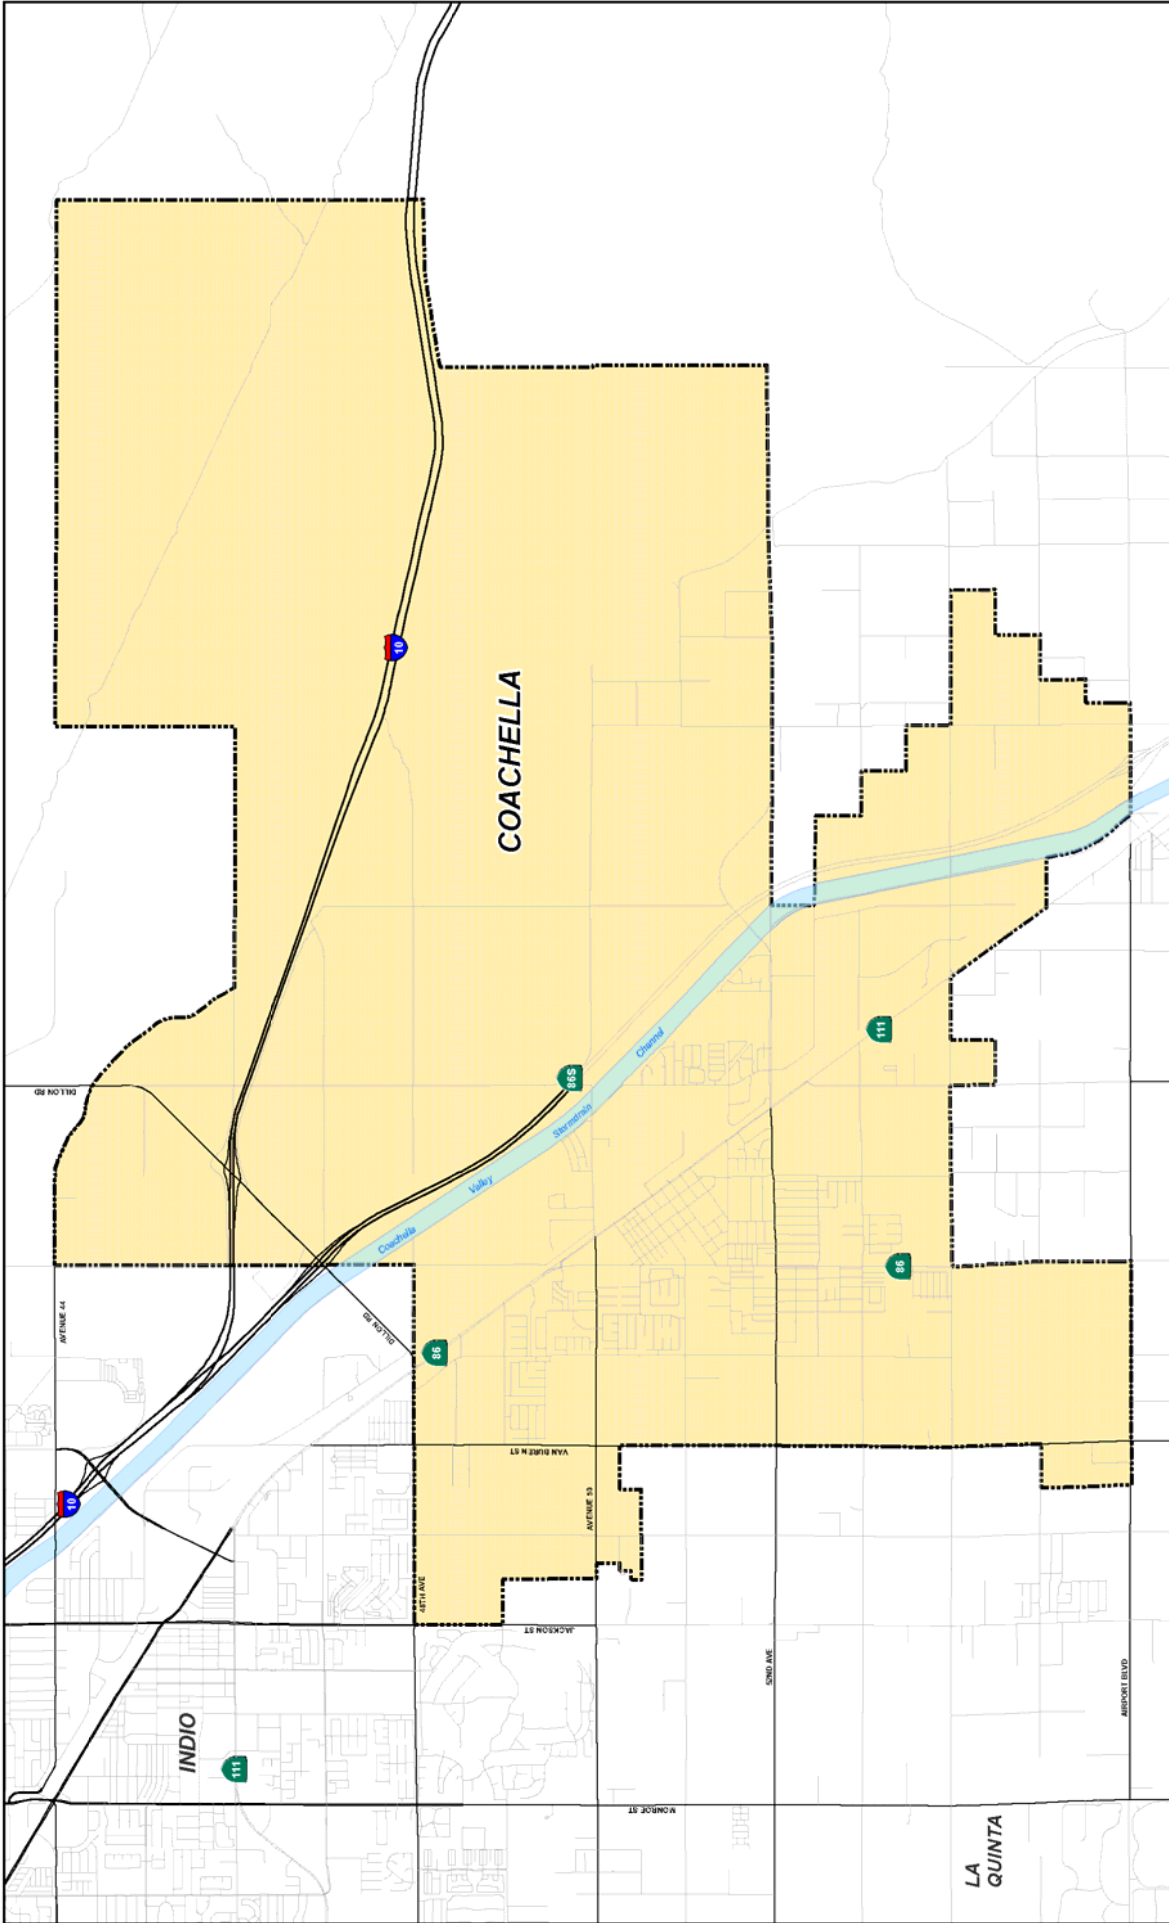 DILLON RD
AVENUE 44
10
COACHELLA
86S
Coachella
Valley
Stormdrain
Channel
111
86
DILLON RD
86
VAN BUREN ST
10
AVENUE 50
48TH AVE
JACKSON ST
52ND AVE
AIRPORT BLVD
INDIO
111
MONROE ST
LA
QUINTA